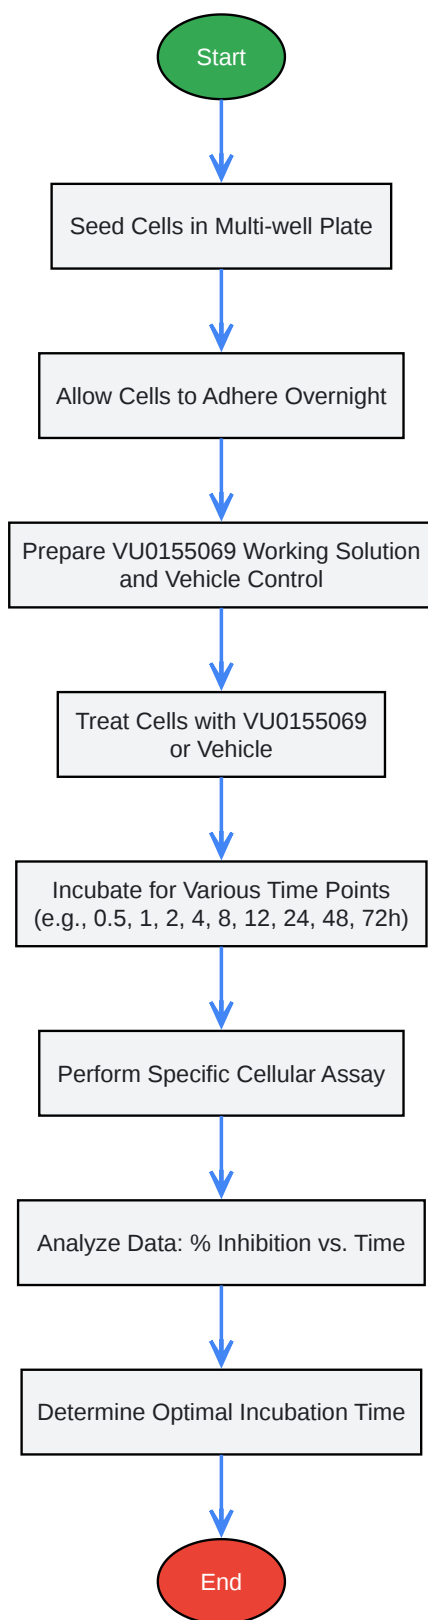 Start
Seed Cells in Multi-well Plate
Allow Cells to Adhere Overnight
Prepare VU0155069 Working Solution
and Vehicle Control
Treat Cells with VU0155069
or Vehicle
Incubate for Various Time Points
(e.g., 0.5, 1, 2, 4, 8, 12, 24, 48, 72h)
Perform Specific Cellular Assay
Analyze Data: % Inhibition vs. Time
Determine Optimal Incubation Time
End